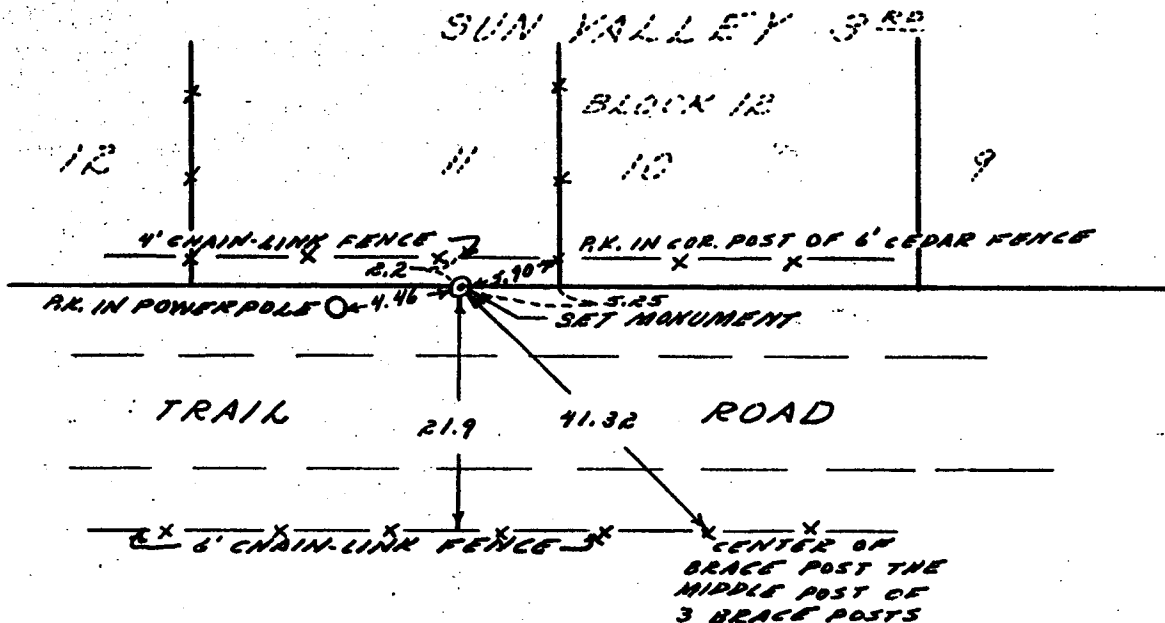 SUN VALLEY 3RD
BLOCK 12
12 11 10 9
4' CHAIN-LINK FENCE
P.K. IN COR. POST OF 6' CEDAR FENCE
2.2
5.90
P.K. IN POWERPOLE
4.46
5.25
SET MONUMENT
TRAIL ROAD
21.9
41.32
6' CHAIN-LINK FENCE
CENTER OF
BRACE POST THE
MIDDLE POST OF
3 BRACE POSTS